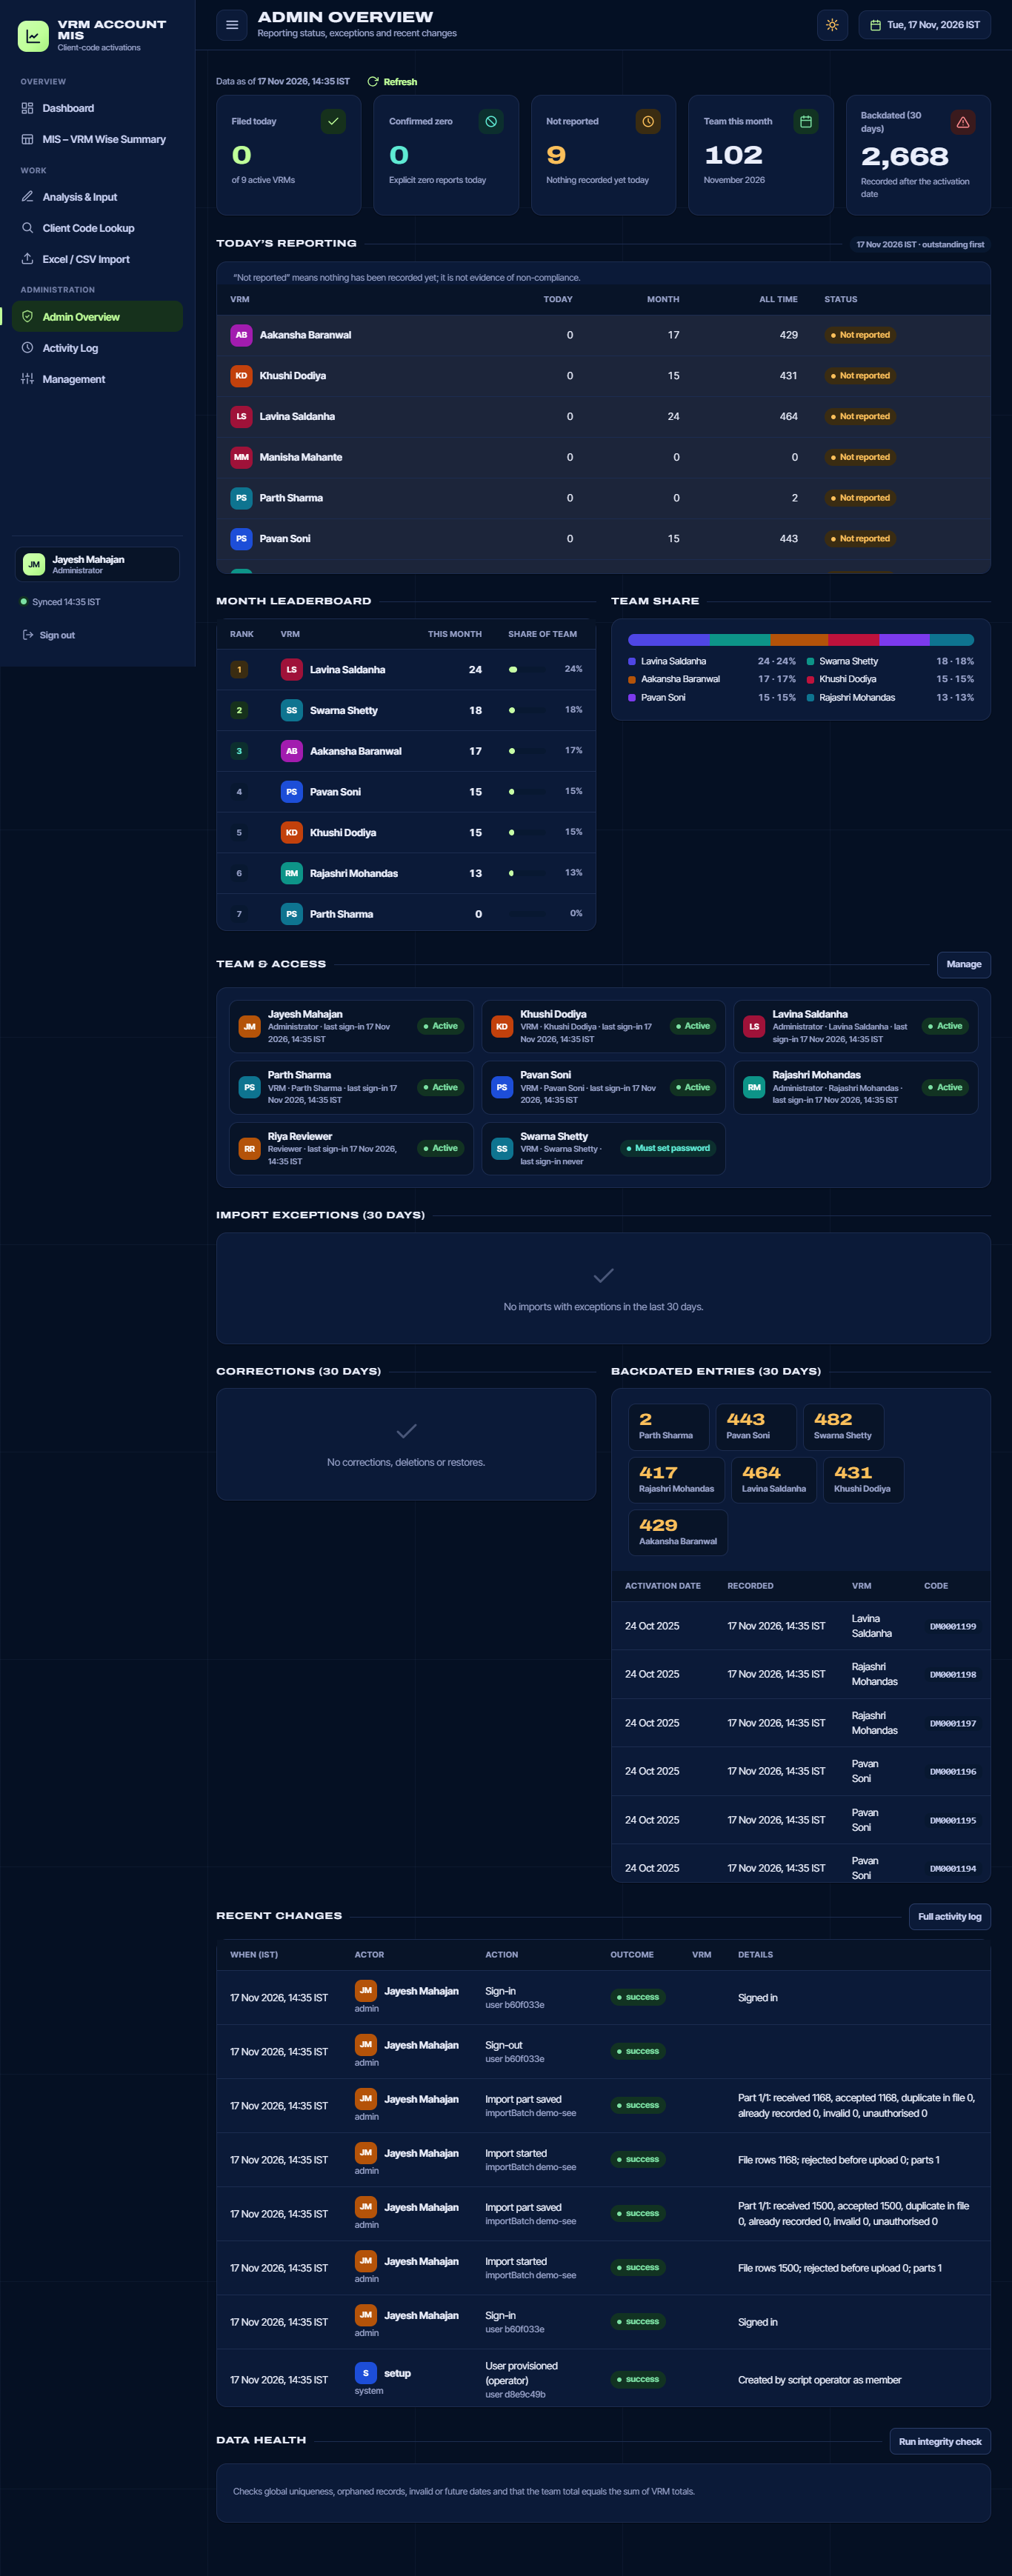 VRM ACCOUNT
MIS
Client-code activations
OVERVIEW
Dashboard
MIS – VRM Wise Summary
WORK
Analysis & Input
Client Code Lookup
Excel / CSV Import
ADMINISTRATION
Admin Overview
Activity Log
Management
JM Jayesh Mahajan
Administrator
Synced 14:35 IST
Sign out
ADMIN OVERVIEW
Reporting status, exceptions and recent changes
Tue, 17 Nov, 2026 IST
Data as of 17 Nov 2026, 14:35 IST Refresh
Filed today
0
of 9 active VRMs
Confirmed zero
0
Explicit zero reports today
Not reported
9
Nothing recorded yet today
Team this month
102
November 2026
Backdated (30
days)
2,668
Recorded after the activation
date
TODAY'S REPORTING 17 Nov 2026 IST · outstanding first
"Not reported" means nothing has been recorded yet; it is not evidence of non-compliance.
VRM TODAY MONTH ALL TIME STATUS
AB Aakansha Baranwal 0 17 429 Not reported
KD Khushi Dodiya 0 15 431 Not reported
LS Lavina Saldanha 0 24 464 Not reported
MM Manisha Mahante 0 0 0 Not reported
PS Parth Sharma 0 0 2 Not reported
PS Pavan Soni 0 15 443 Not reported
MONTH LEADERBOARD
RANK VRM THIS MONTH SHARE OF TEAM
1 LS Lavina Saldanha 24 24%
2 SS Swarna Shetty 18 18%
3 AB Aakansha Baranwal 17 17%
4 PS Pavan Soni 15 15%
5 KD Khushi Dodiya 15 15%
6 RM Rajashri Mohandas 13 13%
7 PS Parth Sharma 0 0%
TEAM SHARE
Lavina Saldanha 24 · 24% Swarna Shetty 18 · 18%
Aakansha Baranwal 17 · 17% Khushi Dodiya 15 · 15%
Pavan Soni 15 · 15% Rajashri Mohandas 13 · 13%
TEAM & ACCESS Manage
JM Jayesh Mahajan
Administrator · last sign-in 17 Nov
2026, 14:35 IST
Active
KD Khushi Dodiya
VRM · Khushi Dodiya · last sign-in 17
Nov 2026, 14:35 IST
Active
LS Lavina Saldanha
Administrator · Lavina Saldanha · last
sign-in 17 Nov 2026, 14:35 IST
Active
PS Parth Sharma
VRM · Parth Sharma · last sign-in 17
Nov 2026, 14:35 IST
Active
PS Pavan Soni
VRM · Pavan Soni · last sign-in 17 Nov
2026, 14:35 IST
Active
RM Rajashri Mohandas
Administrator · Rajashri Mohandas ·
last sign-in 17 Nov 2026, 14:35 IST
Active
RR Riya Reviewer
Reviewer · last sign-in 17 Nov 2026,
14:35 IST
Active
SS Swarna Shetty
VRM · Swarna Shetty ·
last sign-in never
Must set password
IMPORT EXCEPTIONS (30 DAYS)
No imports with exceptions in the last 30 days.
CORRECTIONS (30 DAYS)
No corrections, deletions or restores.
BACKDATED ENTRIES (30 DAYS)
2
Parth Sharma
443
Pavan Soni
482
Swarna Shetty
417
Rajashri Mohandas
464
Lavina Saldanha
431
Khushi Dodiya
429
Aakansha Baranwal
ACTIVATION DATE RECORDED VRM CODE
24 Oct 2025 17 Nov 2026, 14:35 IST Lavina
Saldanha DM0001199
24 Oct 2025 17 Nov 2026, 14:35 IST Rajashri
Mohandas DM0001198
24 Oct 2025 17 Nov 2026, 14:35 IST Rajashri
Mohandas DM0001197
24 Oct 2025 17 Nov 2026, 14:35 IST Pavan
Soni DM0001196
24 Oct 2025 17 Nov 2026, 14:35 IST Pavan
Soni DM0001195
24 Oct 2025 17 Nov 2026, 14:35 IST Pavan
Soni DM0001194
RECENT CHANGES Full activity log
WHEN (IST) ACTOR ACTION OUTCOME VRM DETAILS
17 Nov 2026, 14:35 IST JM Jayesh Mahajan Sign-in success Signed in
admin user b60f033e
17 Nov 2026, 14:35 IST JM Jayesh Mahajan Sign-out success
admin user b60f033e
17 Nov 2026, 14:35 IST JM Jayesh Mahajan Import part saved success Part 1/1: received 1168, accepted 1168, duplicate in file 0,
admin importBatch demo-see already recorded 0, invalid 0, unauthorised 0
17 Nov 2026, 14:35 IST JM Jayesh Mahajan Import started success File rows 1168; rejected before upload 0; parts 1
admin importBatch demo-see
17 Nov 2026, 14:35 IST JM Jayesh Mahajan Import part saved success Part 1/1: received 1500, accepted 1500, duplicate in file
admin importBatch demo-see 0, already recorded 0, invalid 0, unauthorised 0
17 Nov 2026, 14:35 IST JM Jayesh Mahajan Import started success File rows 1500; rejected before upload 0; parts 1
admin importBatch demo-see
17 Nov 2026, 14:35 IST JM Jayesh Mahajan Sign-in success Signed in
admin user b60f033e
17 Nov 2026, 14:35 IST S setup User provisioned
(operator) success Created by script operator as member
system user d8e9c49b
DATA HEALTH Run integrity check
Checks global uniqueness, orphaned records, invalid or future dates and that the team total equals the sum of VRM totals.